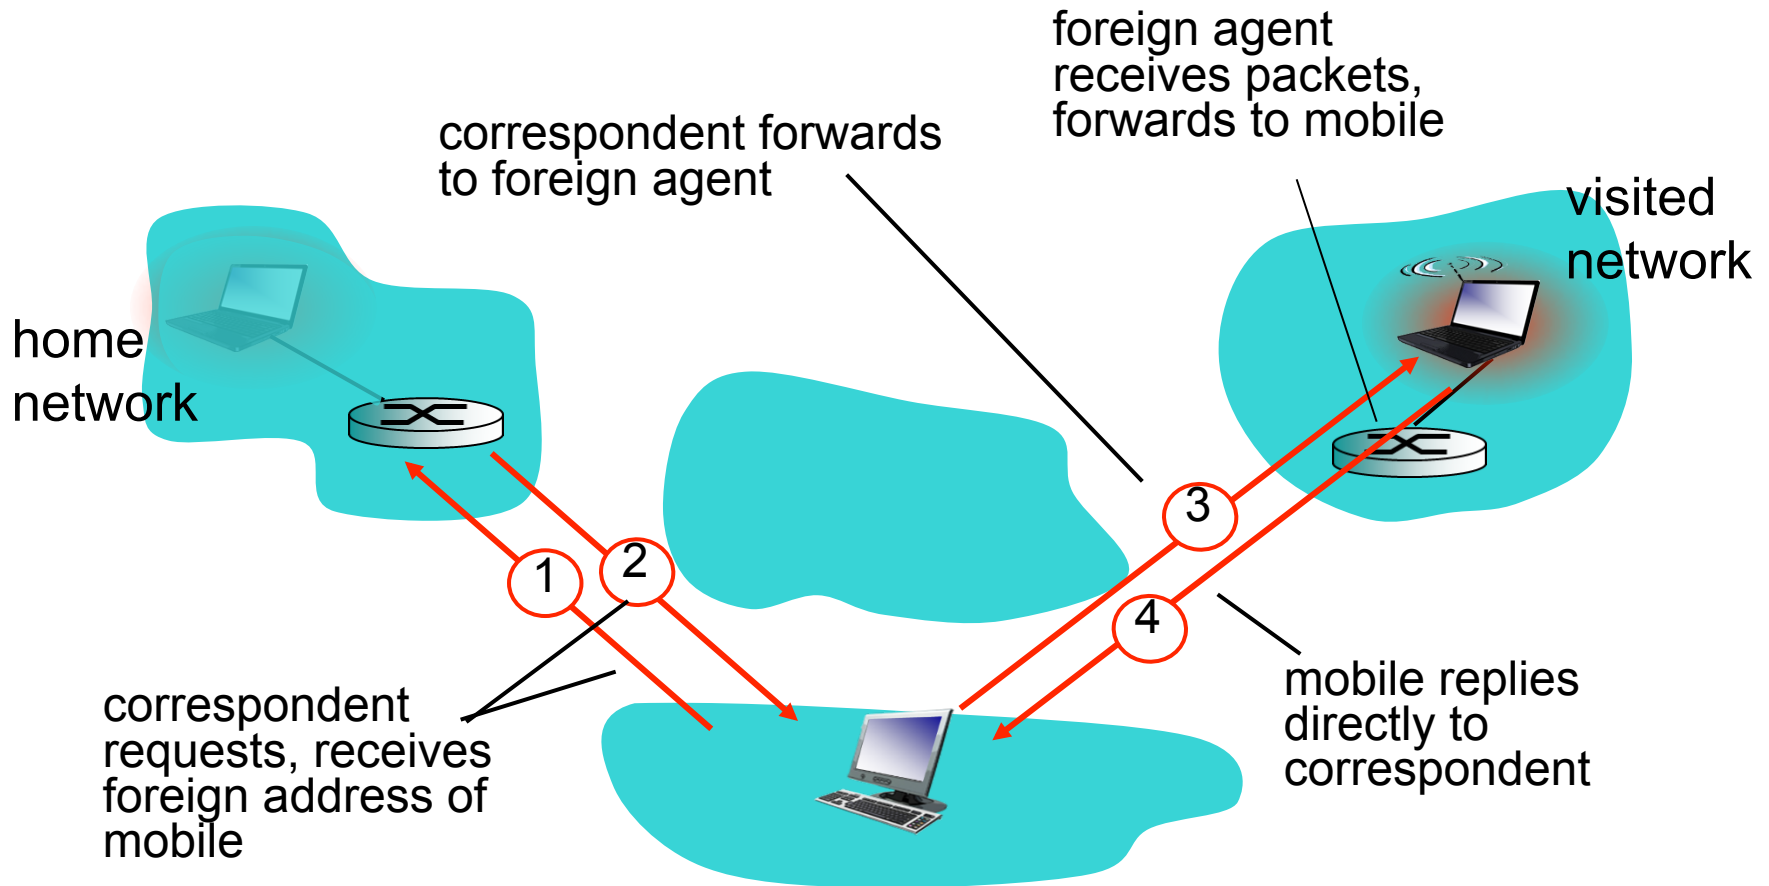 foreign agent
receives packets,
forwards to mobile
correspondent forwards
to foreign agent
visited
network
home
network
3
2
1
4
correspondent
requests, receives
foreign address of
mobile
mobile replies
directly to
correspondent